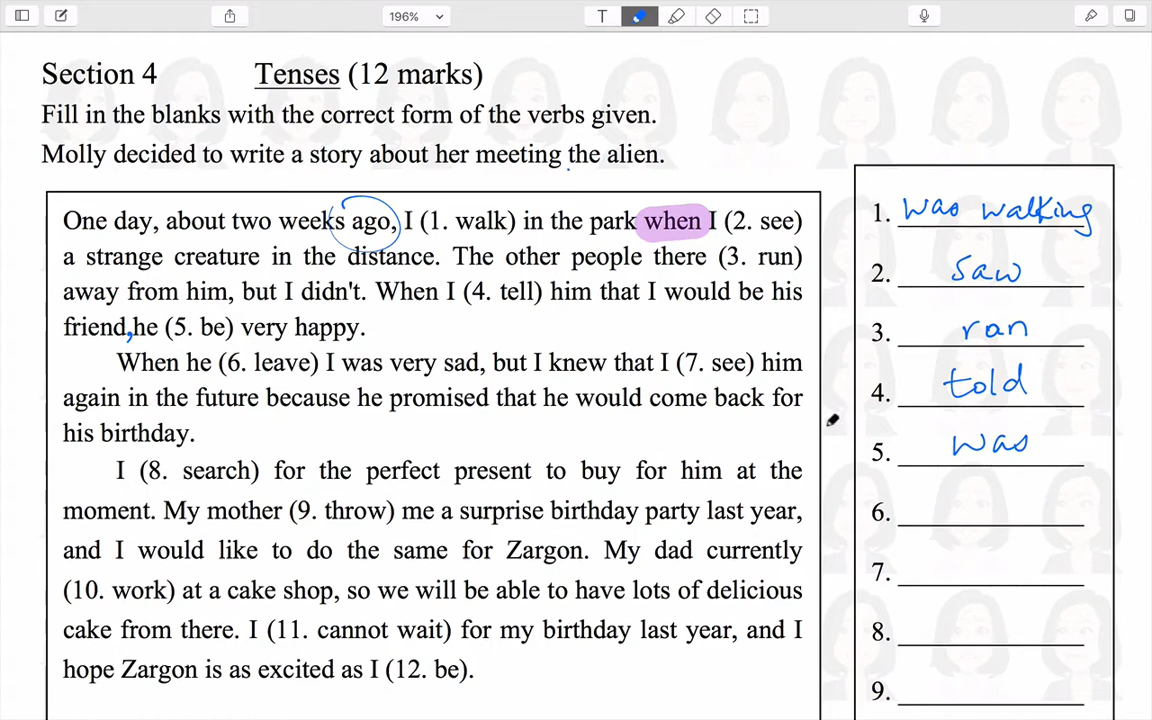 196%
T
Section 4 Tenses (12 marks)
Fill in the blanks with the correct form of the verbs given.
Molly decided to write a story about her meeting the alien.
One day, about two weeks ago, I (1. walk) in the park when I (2. see)
a strange creature in the distance. The other people there (3. run)
away from him, but I didn't. When I (4. tell) him that I would be his
friend, he (5. be) very happy.
When he (6. leave) I was very sad, but I knew that I (7. see) him
again in the future because he promised that he would come back for
his birthday.
I (8. search) for the perfect present to buy for him at the
moment. My mother (9. throw) me a surprise birthday party last year,
and I would like to do the same for Zargon. My dad currently
(10. work) at a cake shop, so we will be able to have lots of delicious
cake from there. I (11. cannot wait) for my birthday last year, and I
hope Zargon is as excited as I (12. be).
1. was walking
2. saw
3. ran
4. told
5. was
6.
7.
8.
9.